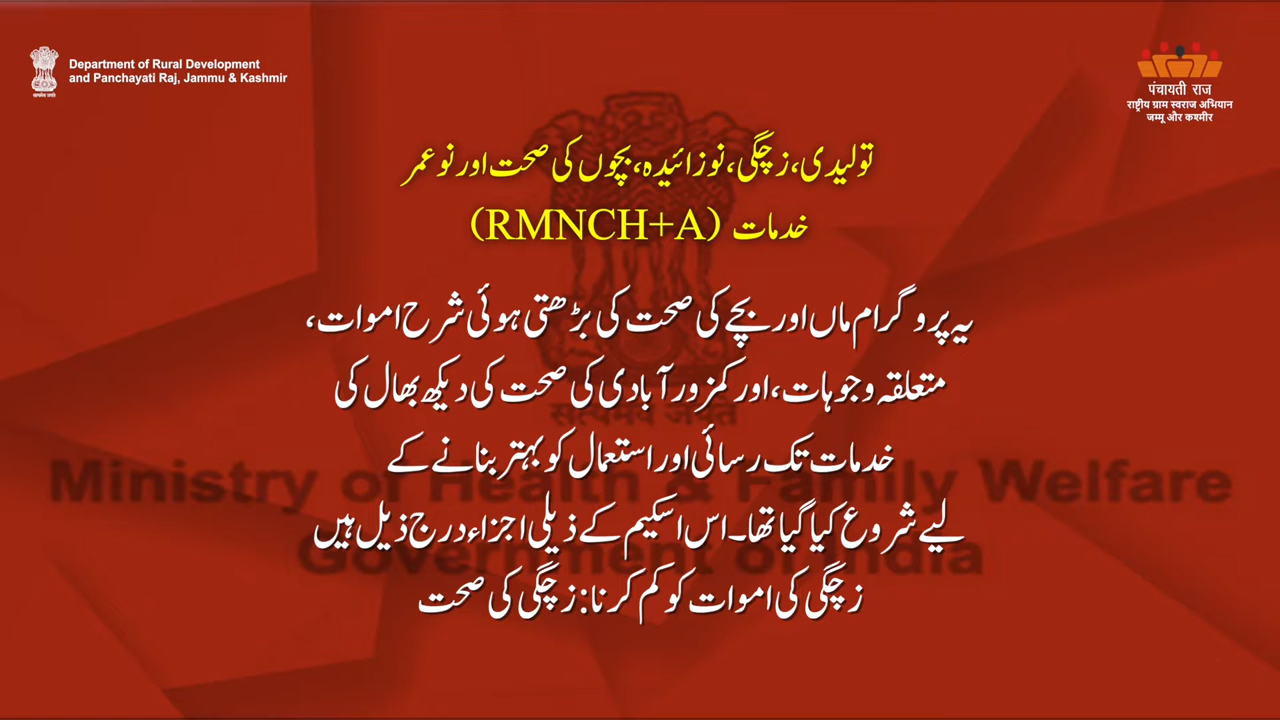 Department of Rural Development
and Panchayati Raj, Jammu & Kashmir
पंचायती राज
राष्ट्रीय ग्राम स्वराज अभियान
जम्मू और कश्मीर
تولیدی، زچگی، نوزائیدہ، بچوں کی صحت اور نوعمر
خدمات (RMNCH+A)
یہ پروگرام ماں اور بچے کی صحت کی بڑھتی ہوئی شرح اموات،
متعلقہ وجوہات، اور کمزور آبادی کی صحت کی دیکھ بھال کی
خدمات تک رسائی اور استعمال کو بہتر بنانے کے
لیے شروع کیا گیا تھا۔ اس اسکیم کے ذیلی اجزاء درج ذیل ہیں
زچگی کی اموات کو کم کرنا: زچگی کی صحت
सत्यमेव जयते
Ministry of Health & Family Welfare
Government of India